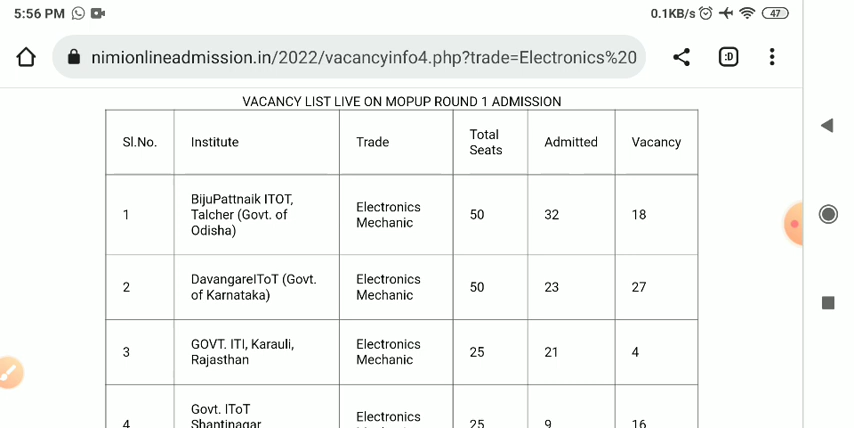 5:56 PM
0.1KB/s 47
nimionlineadmission.in/2022/vacancyinfo4.php?trade=Electronics%20
:D
VACANCY LIST LIVE ON MOPUP ROUND 1 ADMISSION
Sl.No. Institute Trade Total Seats Admitted Vacancy
1 BijuPattnaik ITOT, Talcher (Govt. of Odisha) Electronics Mechanic 50 32 18
2 DavangareIToT (Govt. of Karnataka) Electronics Mechanic 50 23 27
3 GOVT. ITI, Karauli, Rajasthan Electronics Mechanic 25 21 4
4 Govt. IToT Shantinagar Electronics 25 9 16